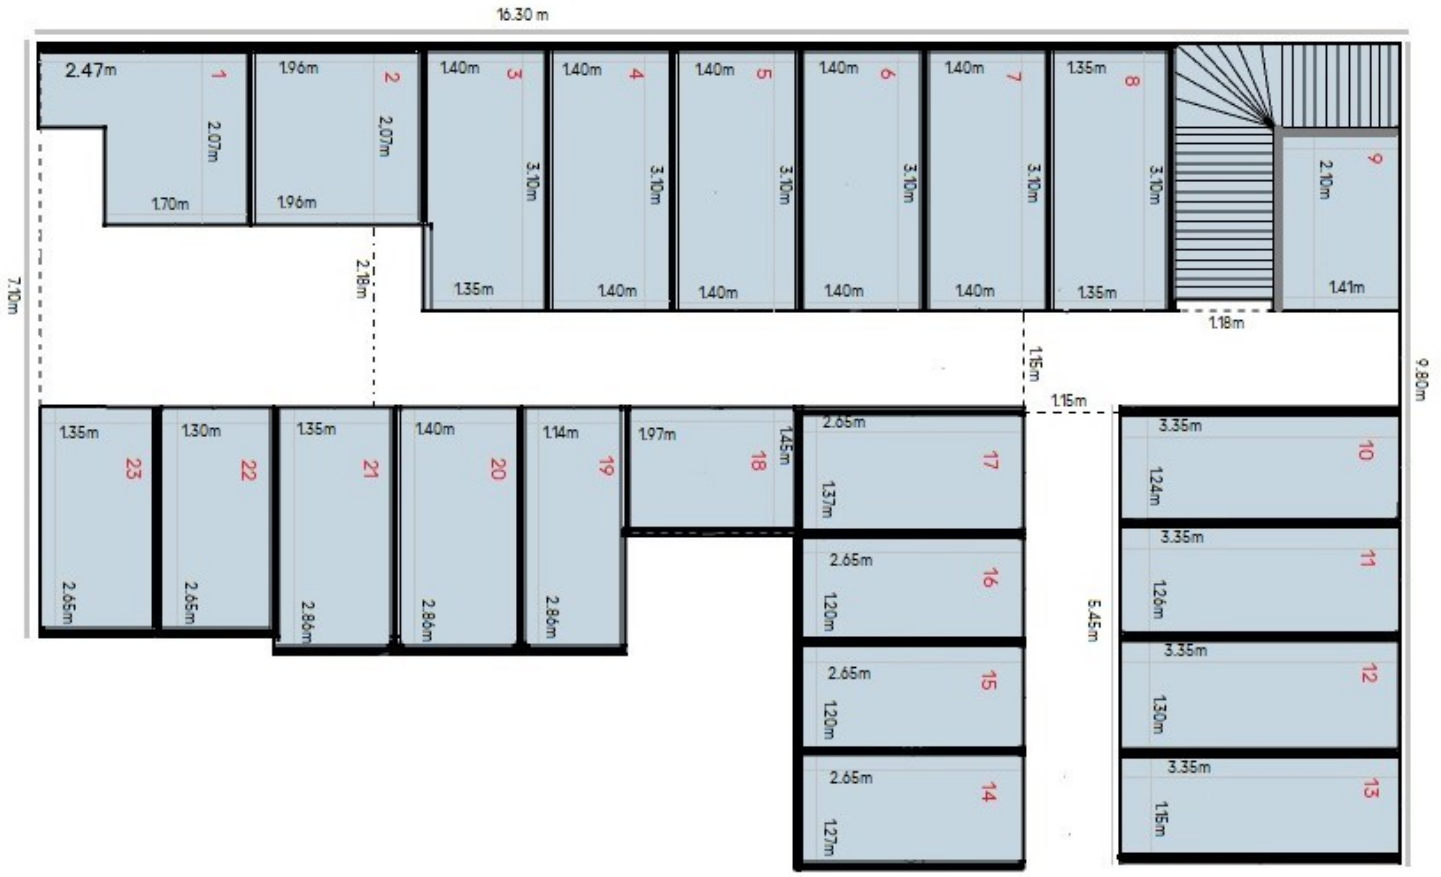 16.30 m
2.47m
1
2.07m
1.70m
1.96m
2
2,07m
1.96m
1.40m
3
3.10m
1.35m
1.40m
4
3.10m
1.40m
1.40m
5
3.10m
1.40m
1.40m
6
3.10m
1.40m
1.40m
7
3.10m
1.40m
1.35m
8
3.10m
1.35m
9
2.10m
1.41m
1.18m
7.10m
2.18m
1.15m
1.15m
9.80m
1.35m
23
2.65m
1.30m
22
2.65m
1.35m
21
2.86m
1.40m
20
2.86m
1.14m
19
2.86m
1.97m
18
1.45m
2.65m
17
1.37m
2.65m
16
1.20m
2.65m
15
1.20m
2.65m
14
1.27m
5.45m
3.35m
10
1.24m
3.35m
11
1.26m
3.35m
12
1.30m
3.35m
13
1.15m